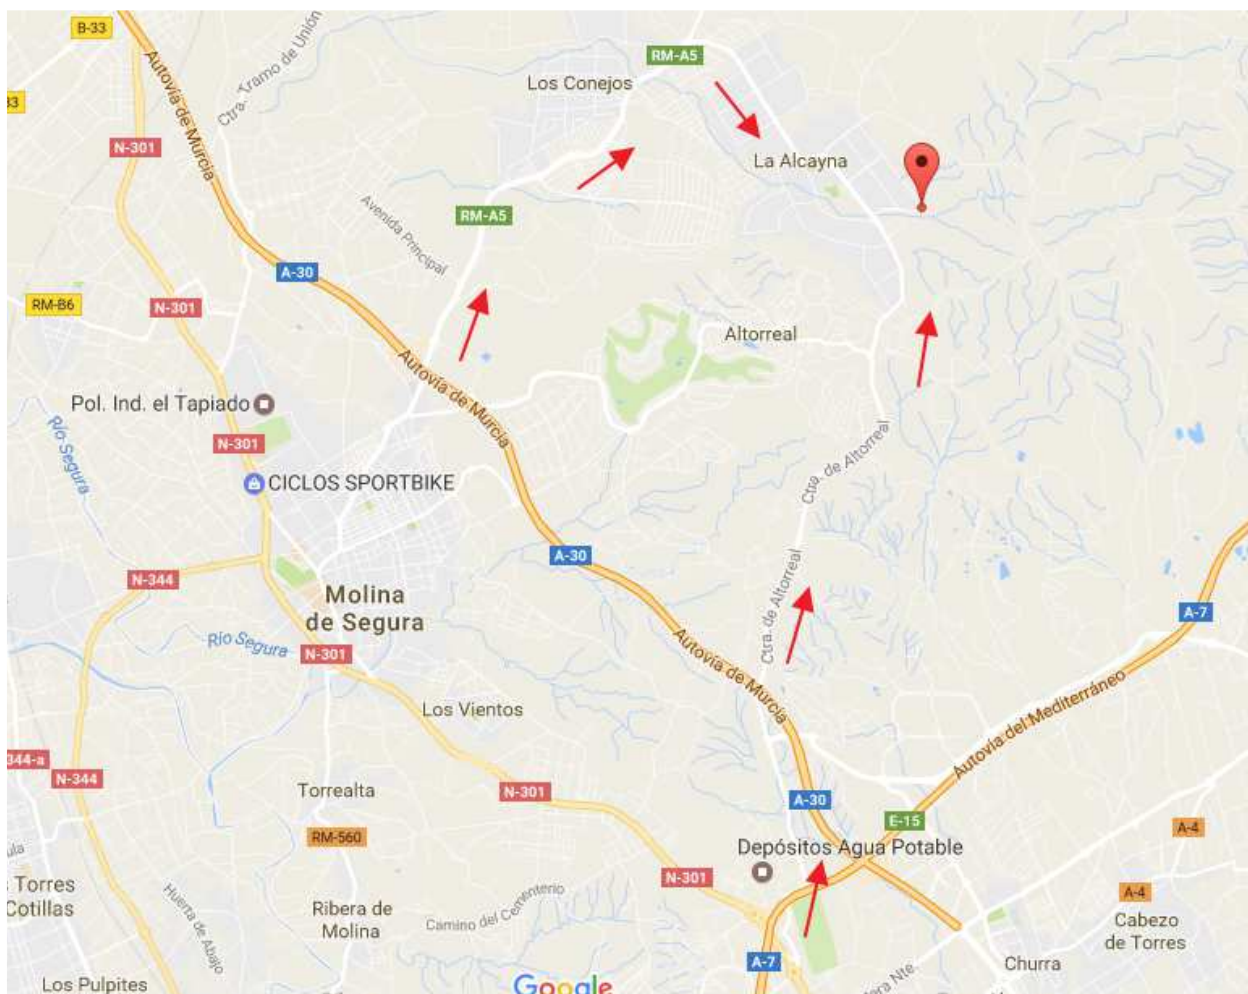 B-33
RM-A5
Autovía de Murcia
Ctra. Tramo de Unión
Los Conejos
33
N-301
La Alcayna
Avenida Principal
RM-A5
A-30
RM-B6
N-301
Altorreal
Autovía de Murcia
Pol. Ind. el Tapiado
Río Segura
N-301
Ctra. de Altorreal
CICLOS SPORTBIKE
A-30
N-344
Molina
de Segura
Ctra. de Altorreal
A-7
Río Segura
N-301
Autovía de Murcia
Los Vientos
Autovía del Mediterráneo
344-a
N-344
Torrealta
N-301
A-30
E-15
A-4
RM-560
Depósitos Agua Potable
N-301
Torres
Cotillas
Huerta de Abajo
Ribera de
Molina
Camino del Cementerio
A-4
Cabezo
de Torres
A-7
Churra
Nte
Los Pulpites
Google